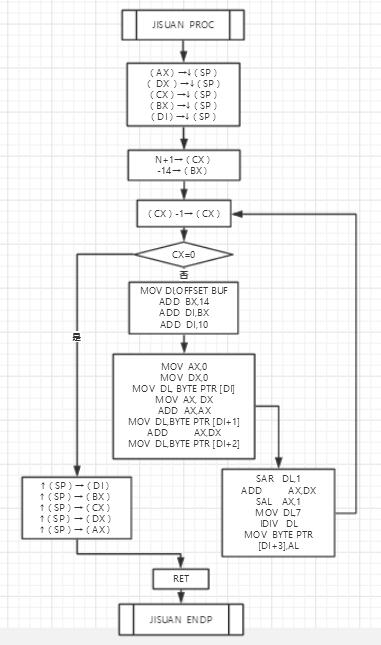 JISUAN PROC
(AX)→↓(SP)
(DX)→↓(SP)
(CX)→↓(SP)
(BX)→↓(SP)
(DI)→↓(SP)
N+1→(CX)
-14→(BX)
(CX)-1→(CX)
CX=0
否
是
MOV DI,OFFSET BUF
ADD BX,14
ADD DI,BX
ADD DI,10
MOV AX,0
MOV DX,0
MOV DL, BYTE PTR [DI]
MOV AX, DX
ADD AX,AX
MOV DL,BYTE PTR [DI+1]
ADD AX,DX
MOV DL,BYTE PTR [DI+2]
SAR DL,1
ADD AX,DX
SAL AX,1
MOV DL,7
IDIV DL
MOV BYTE PTR
[DI+3],AL
↑(SP)→(DI)
↑(SP)→(BX)
↑(SP)→(CX)
↑(SP)→(DX)
↑(SP)→(AX)
RET
JISUAN ENDP